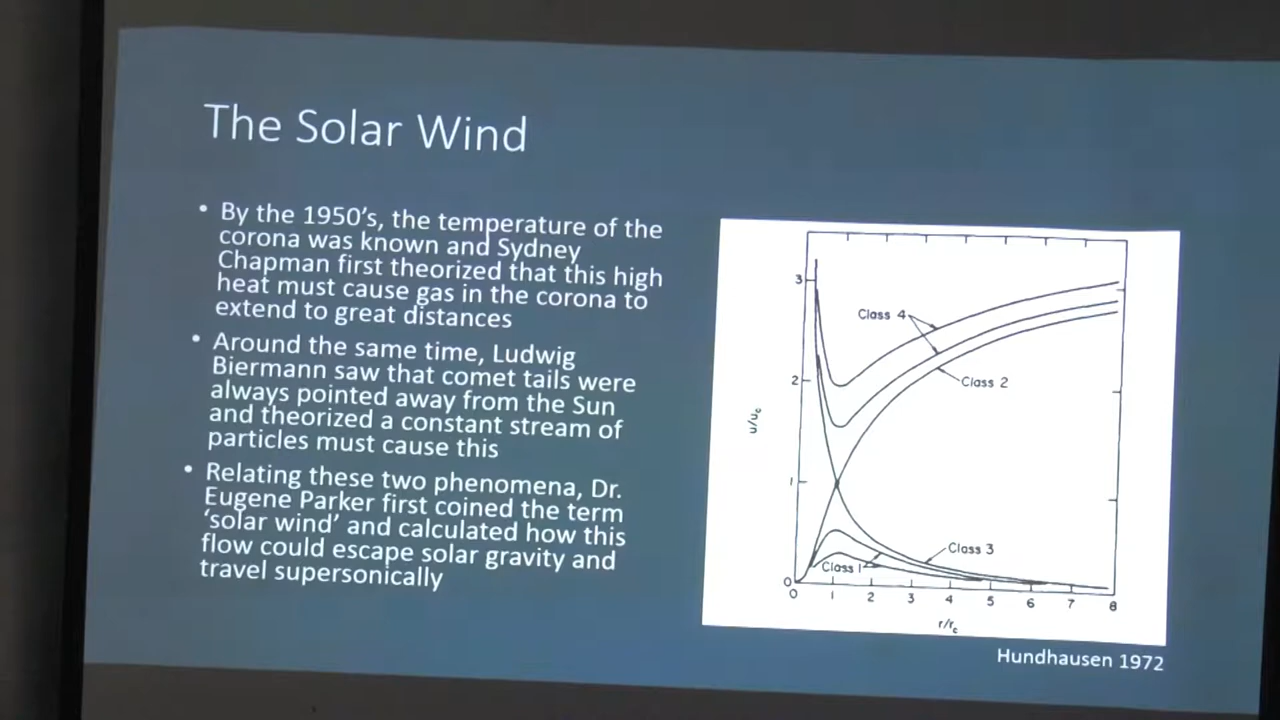 The Solar Wind
• By the 1950's, the temperature of the
corona was known and Sydney
Chapman first theorized that this high
heat must cause gas in the corona to
extend to great distances
• Around the same time, Ludwig
Biermann saw that comet tails were
always pointed away from the Sun
and theorized a constant stream of
particles must cause this
• Relating these two phenomena, Dr.
Eugene Parker first coined the term
'solar wind' and calculated how this
flow could escape solar gravity and
travel supersonically
3
2
1
0
u/uc
Class 4
Class 2
Class 3
Class 1
0 1 2 3 4 5 6 7 8
r/rc
Hundhausen 1972